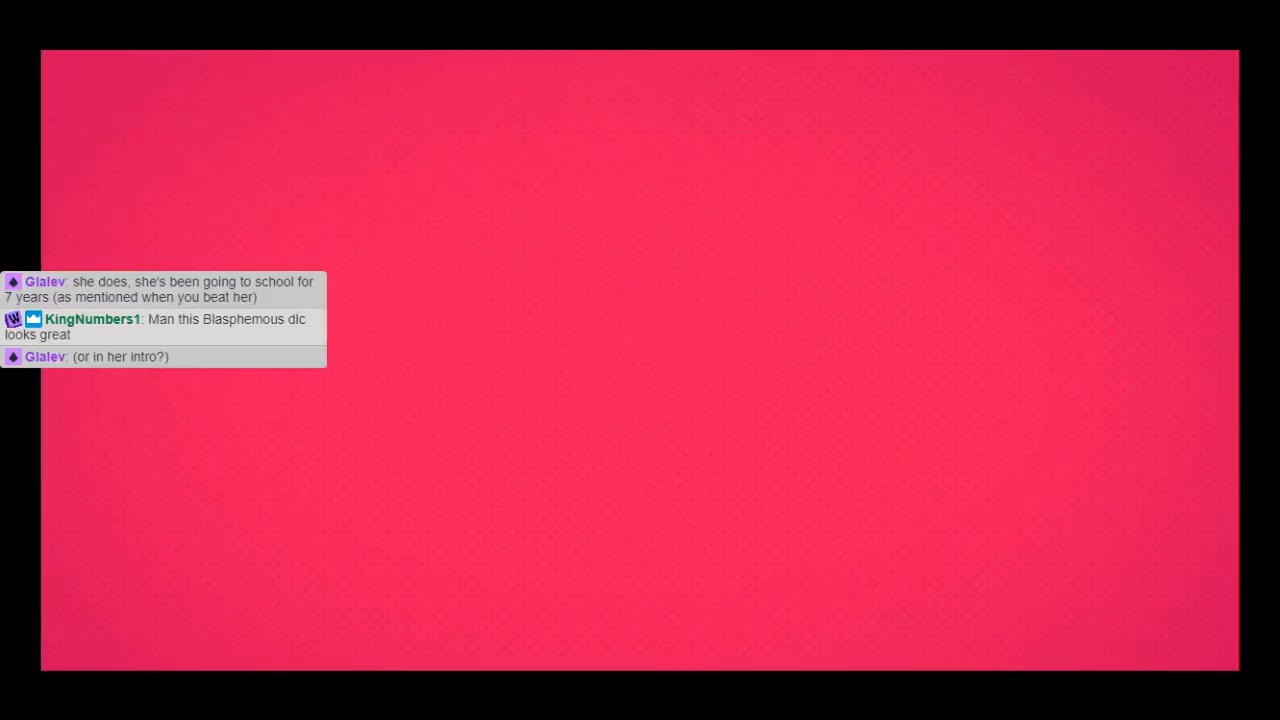 Glalev: she does, she's been going to school for
7 years (as mentioned when you beat her)
KingNumbers1: Man this Blasphemous dlc
looks great
Glalev: (or in her intro?)